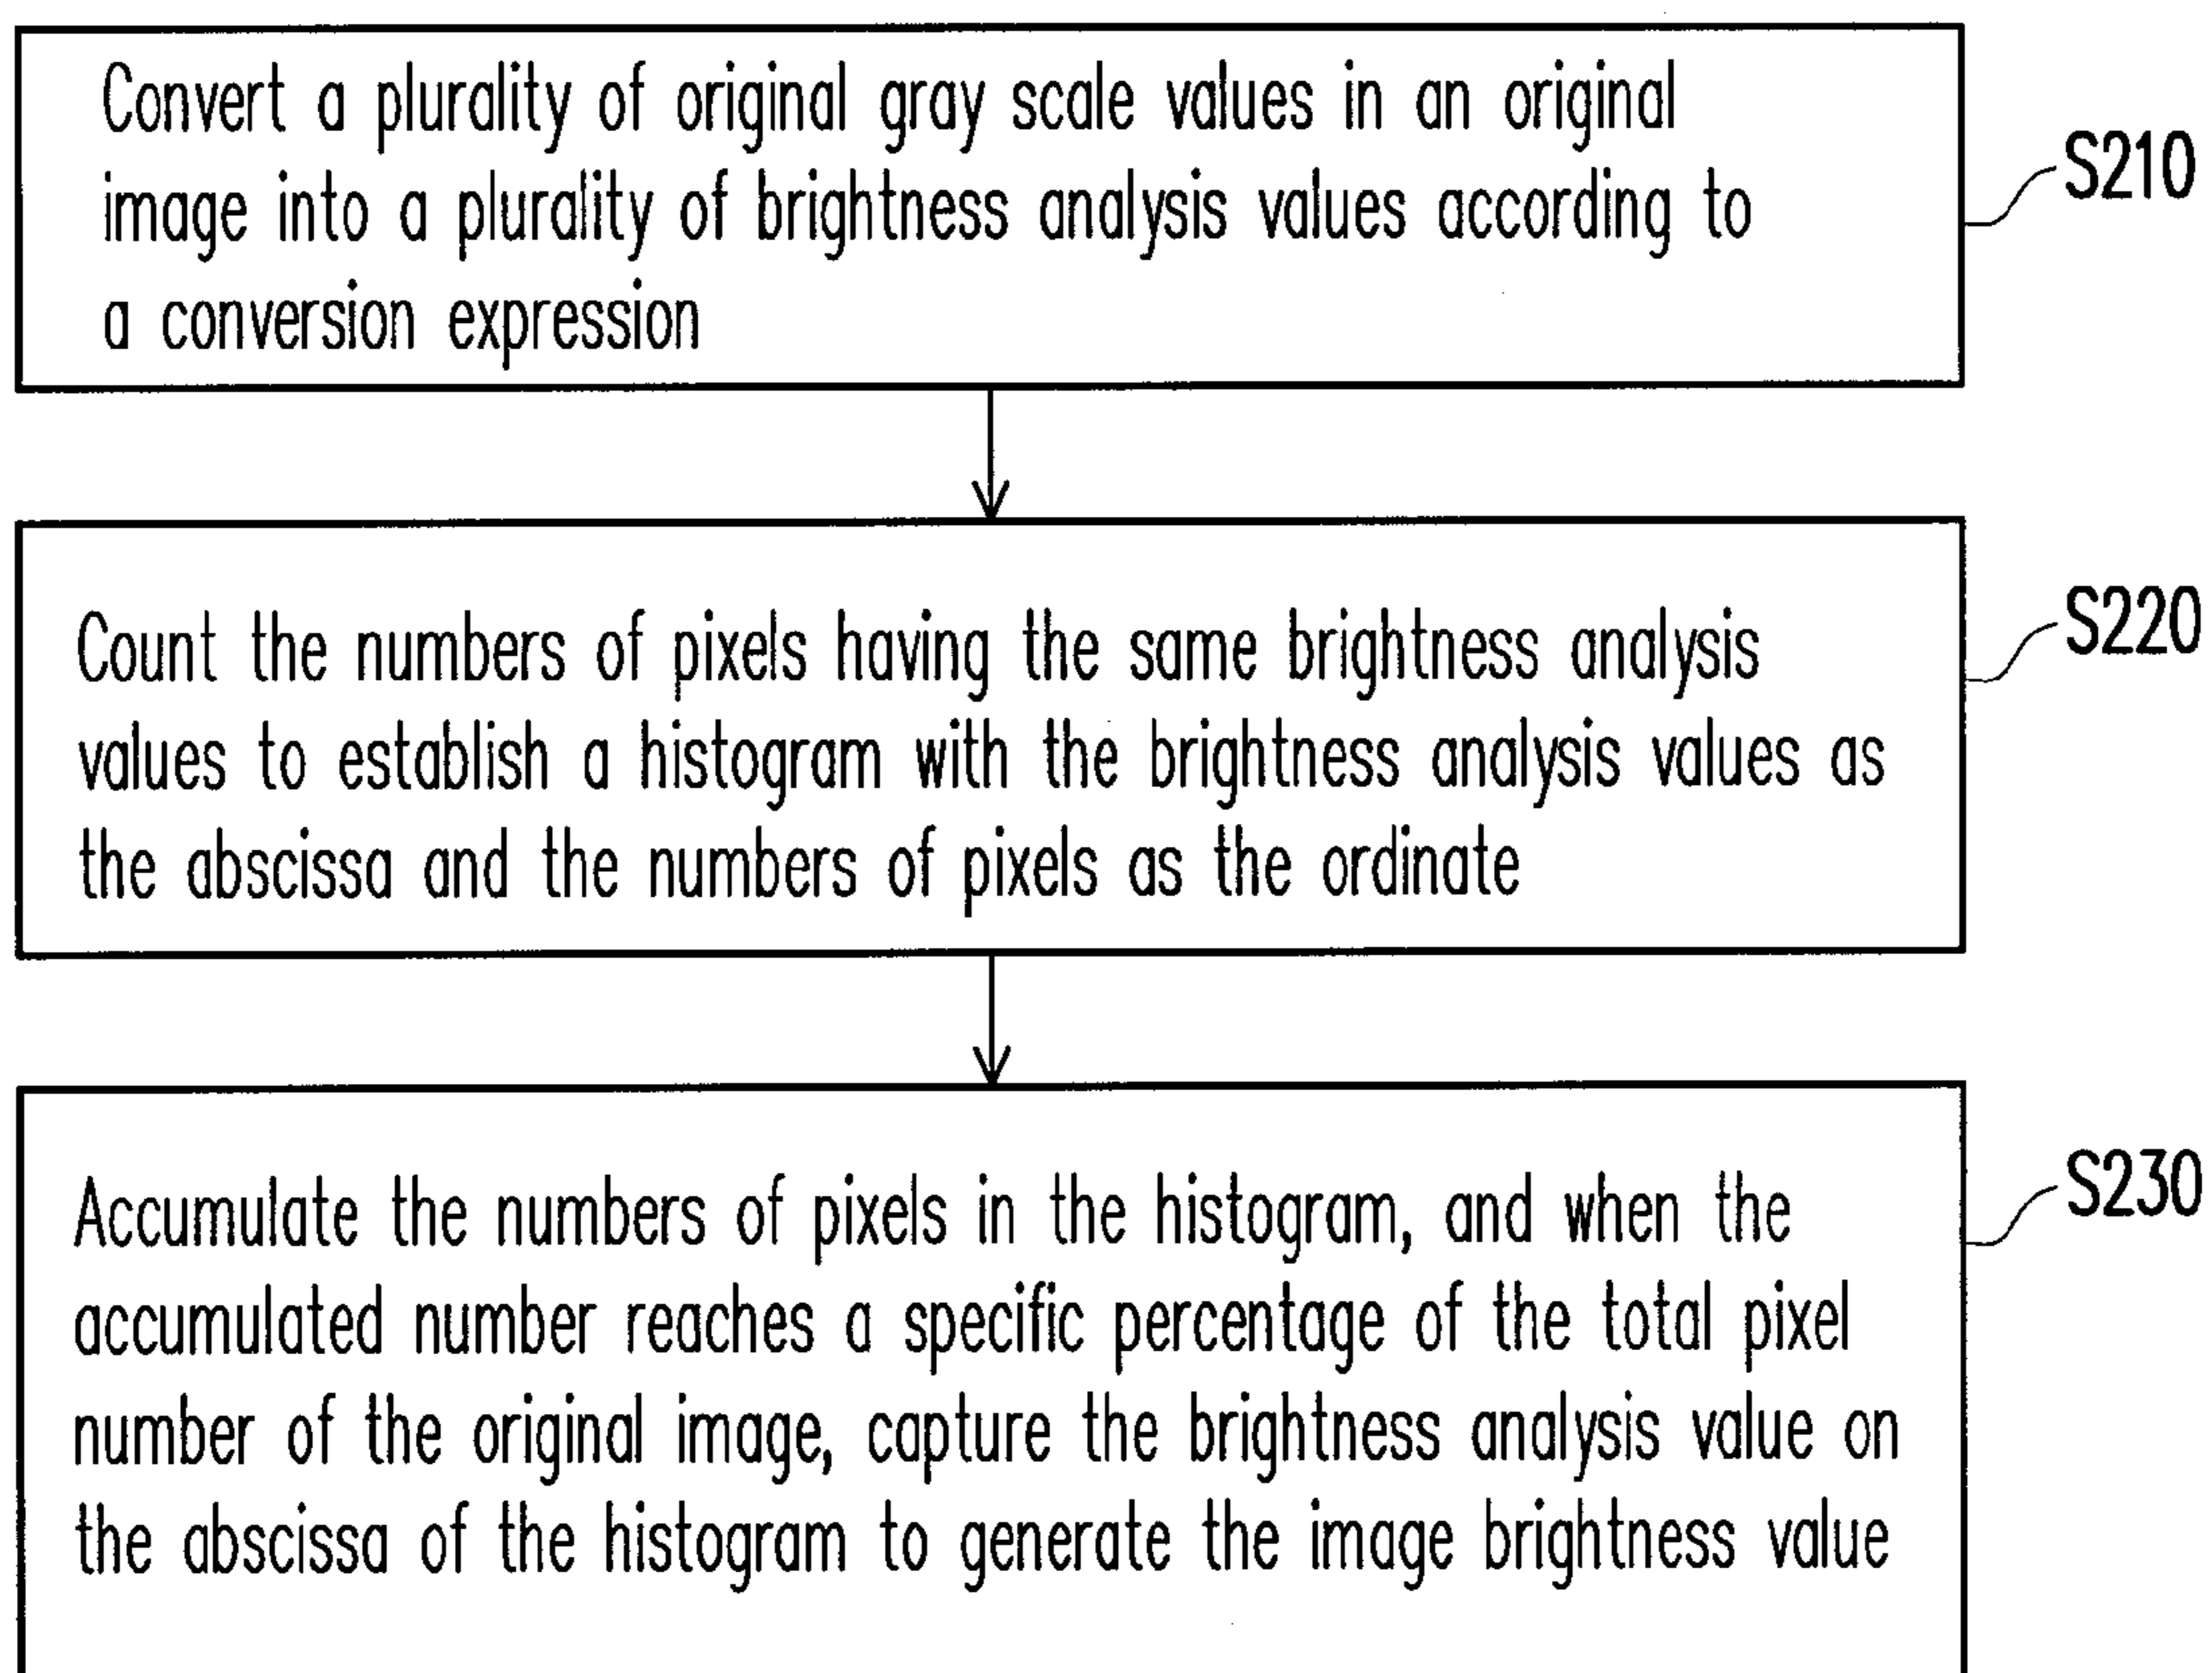 Convert a plurality of original gray scale values in an original
image into a plurality of brightness analysis values according to
a conversion expression
S210
Count the numbers of pixels having the same brightness analysis
values to establish a histogram with the brightness analysis values as
the abscissa and the numbers of pixels as the ordinate
S220
Accumulate the numbers of pixels in the histogram, and when the
accumulated number reaches a specific percentage of the total pixel
number of the original image, capture the brightness analysis value on
the abscissa of the histogram to generate the image brightness value
S230